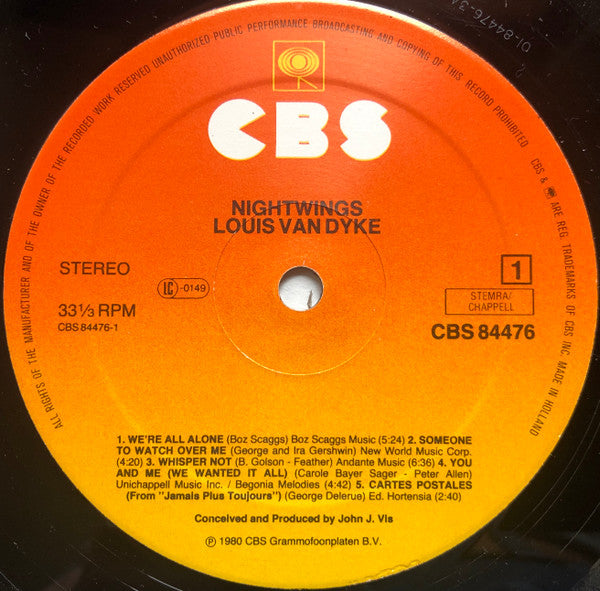 ALL RIGHTS OF THE MANUFACTURER AND OF THE OWNER OF THE RECORDED WORK RESERVED UNAUTHORIZED PUBLIC PERFORMANCE BROADCASTING AND COPYING OF THIS RECORD PROHIBITED CBS & ARE REG. TRADEMARKS OF CBS INC. MADE IN HOLLAND
CBS
NIGHTWINGS
LOUIS VAN DYKE
STEREO
LC -0149
1
33⅓ RPM
STEMRA/
CHAPPELL
CBS 84476-1
CBS 84476
1. WE'RE ALL ALONE (Boz Scaggs) Boz Scaggs Music (5:24) 2. SOMEONE
TO WATCH OVER ME (George and Ira Gershwin) New World Music Corp.
(4:20) 3. WHISPER NOT (B. Golson - Feather) Andante Music (6:36) 4. YOU
AND ME (WE WANTED IT ALL) (Carole Bayer Sager - Peter Allen)
Unichappell Music Inc. / Begonia Melodies (4:42) 5. CARTES POSTALES
(From "Jamais Plus Toujours") (George Delerue) Ed. Hortensia (2:40)
Conceived and Produced by John J. Vis
℗ 1980 CBS Grammofoonplaten B.V.